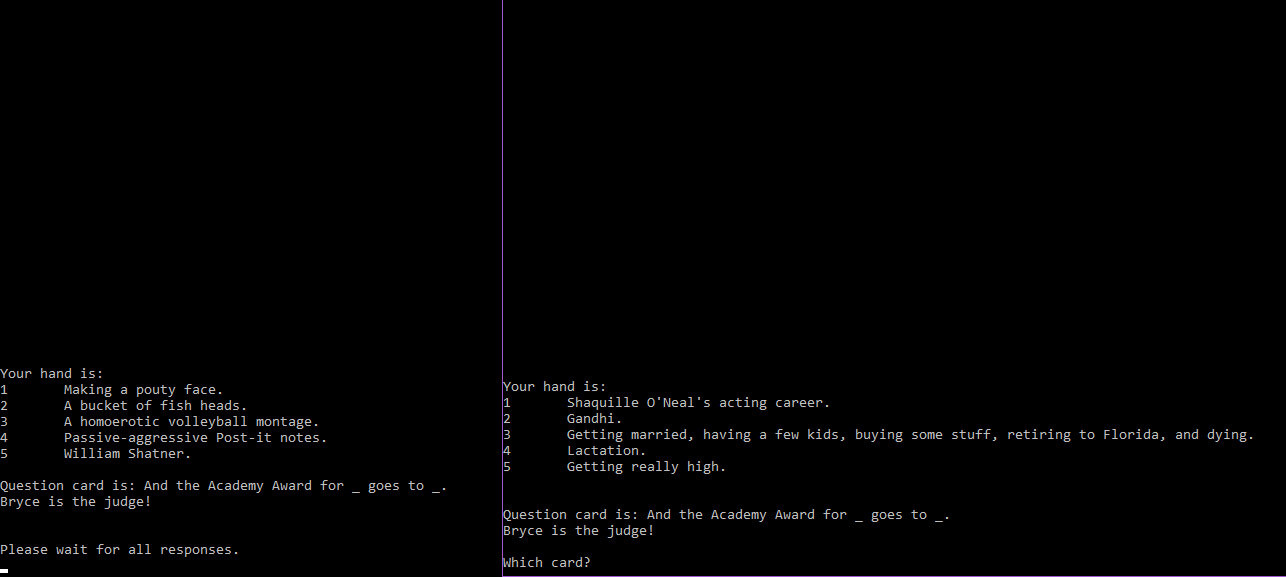 Your hand is:
1 Making a pouty face.
2 A bucket of fish heads.
3 A homoerotic volleyball montage.
4 Passive-aggressive Post-it notes.
5 William Shatner.
Question card is: And the Academy Award for _ goes to _.
Bryce is the judge!
Please wait for all responses.
Your hand is:
1 Shaquille O'Neal's acting career.
2 Gandhi.
3 Getting married, having a few kids, buying some stuff, retiring to Florida, and dying.
4 Lactation.
5 Getting really high.
Question card is: And the Academy Award for _ goes to _.
Bryce is the judge!
Which card?